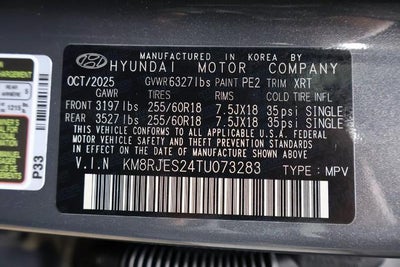 MANUFACTURED IN KOREA BY
HYUNDAI MOTOR COMPANY
OCT/2025 GVWR6327lbs PAINT PE2 TRIM XRT
GAWR TIRES RIMS COLD TIRE INFL PRS
FRONT 3197lbs 255/60R18 7.5JX18 35psi SINGLE
REAR 3527lbs 255/60R18 7.5JX18 35psi SINGLE
THIS VEHICLE CONFORMS TO ALL APPLICABLE U.S.A. FEDERAL
MOTOR VEHICLE SAFETY, BUMPER, AND THEFT PREVENTION
STANDARDS IN EFFECT ON THE DATE OF MANUFACTURE SHOWN ABOVE.
V.I.N KM8RJES24TU073283 TYPE: MPV
P33